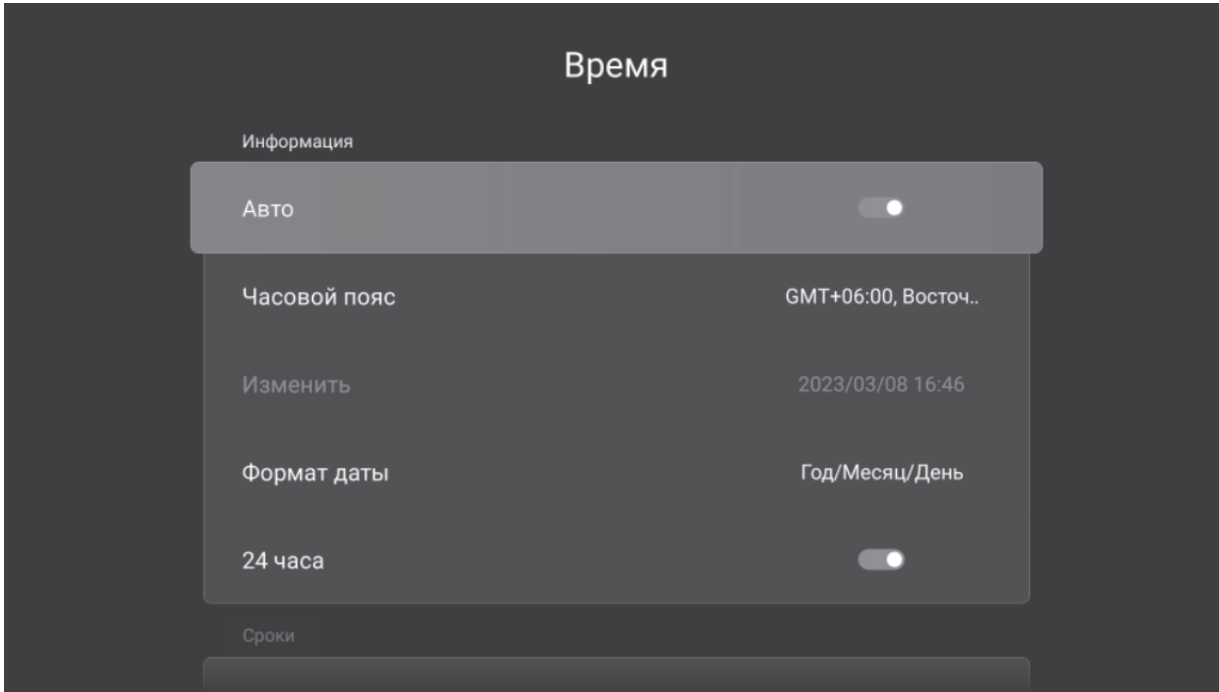 Время
Информация
Авто
Часовой пояс GMT+06:00, Восточ..
Изменить 2023/03/08 16:46
Формат даты Год/Месяц/День
24 часа
Сроки